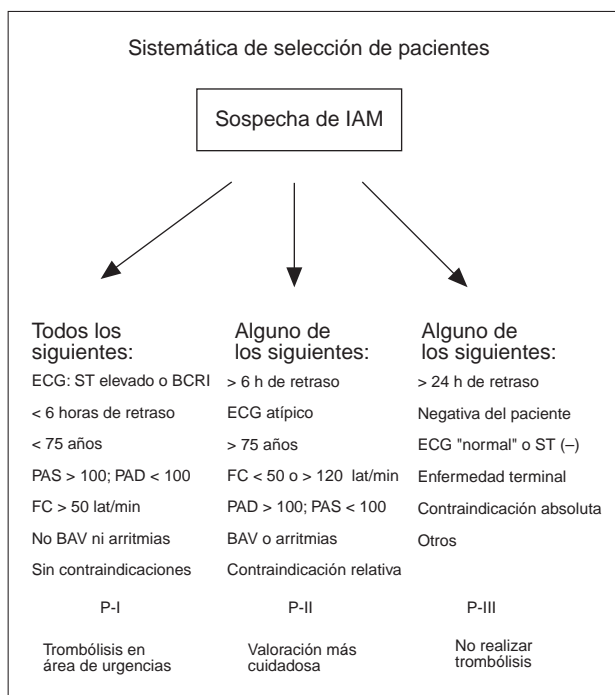 Sistemática de selección de pacientes
Sospecha de IAM
Todos los
siguientes:
ECG: ST elevado o BCRI
< 6 horas de retraso
< 75 años
PAS > 100; PAD < 100
FC > 50 lat/min
No BAV ni arritmias
Sin contraindicaciones
P-I
Trombólisis en
área de urgencias
Alguno de
los siguientes:
> 6 h de retraso
ECG atípico
> 75 años
FC < 50 o > 120 lat/min
PAD > 100; PAS < 100
BAV o arritmias
Contraindicación relativa
P-II
Valoración más
cuidadosa
Alguno de
los siguientes:
> 24 h de retraso
Negativa del paciente
ECG "normal" o ST (–)
Enfermedad terminal
Contraindicación absoluta
Otros
P-III
No realizar
trombólisis